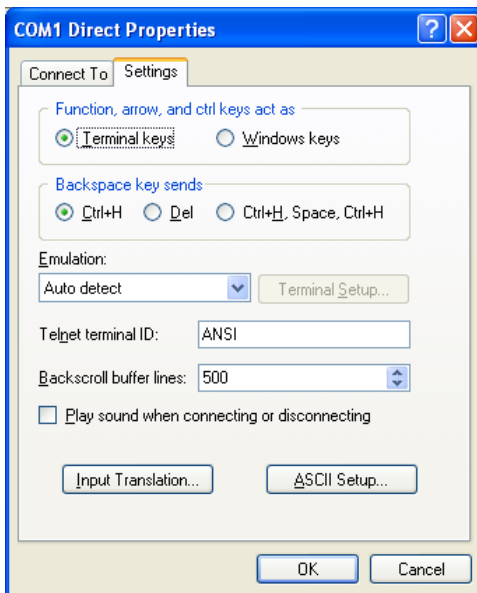 COM1 Direct Properties
Connect To Settings
Function, arrow, and ctrl keys act as
Terminal keys Windows keys
Backspace key sends
Ctrl+H Del Ctrl+H, Space, Ctrl+H
Emulation:
Auto detect Terminal Setup...
Telnet terminal ID: ANSI
Backscroll buffer lines: 500
Play sound when connecting or disconnecting
Input Translation... ASCII Setup...
OK Cancel